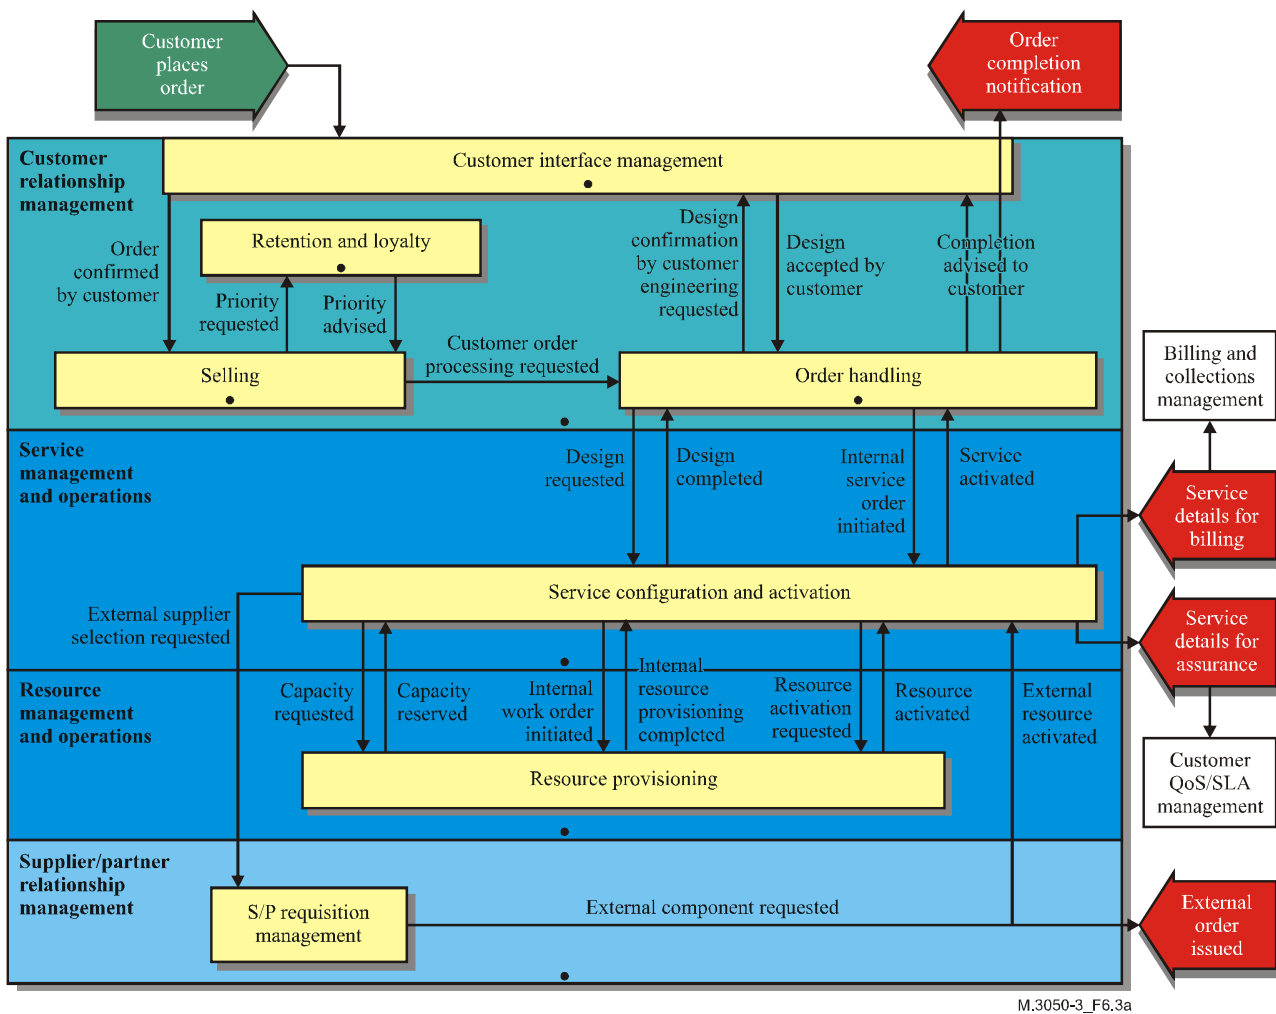 Customer
places
order
Order
completion
notification
Customer
relationship
management
Customer interface management
Order
confirmed
by customer
Retention and loyalty
Priority
requested
Priority
advised
Design
confirmation
by customer
engineering
requested
Design
accepted by
customer
Completion
advised to
customer
Selling
Customer order
processing requested
Order handling
Billing and
collections
management
Service
management
and operations
Design
requested
Design
completed
Internal
service
order
initiated
Service
activated
Service
details for
billing
Service configuration and activation
External supplier
selection requested
Service
details for
assurance
Resource
management
and operations
Capacity
requested
Capacity
reserved
Internal
work order
initiated
Internal
resource
provisioning
completed
Resource
activation
requested
Resource
activated
External
resource
activated
Resource provisioning
Customer
QoS/SLA
management
Supplier/partner
relationship
management
S/P requisition
management
External component requested
External
order
issued
M.3050-3_F6.3a